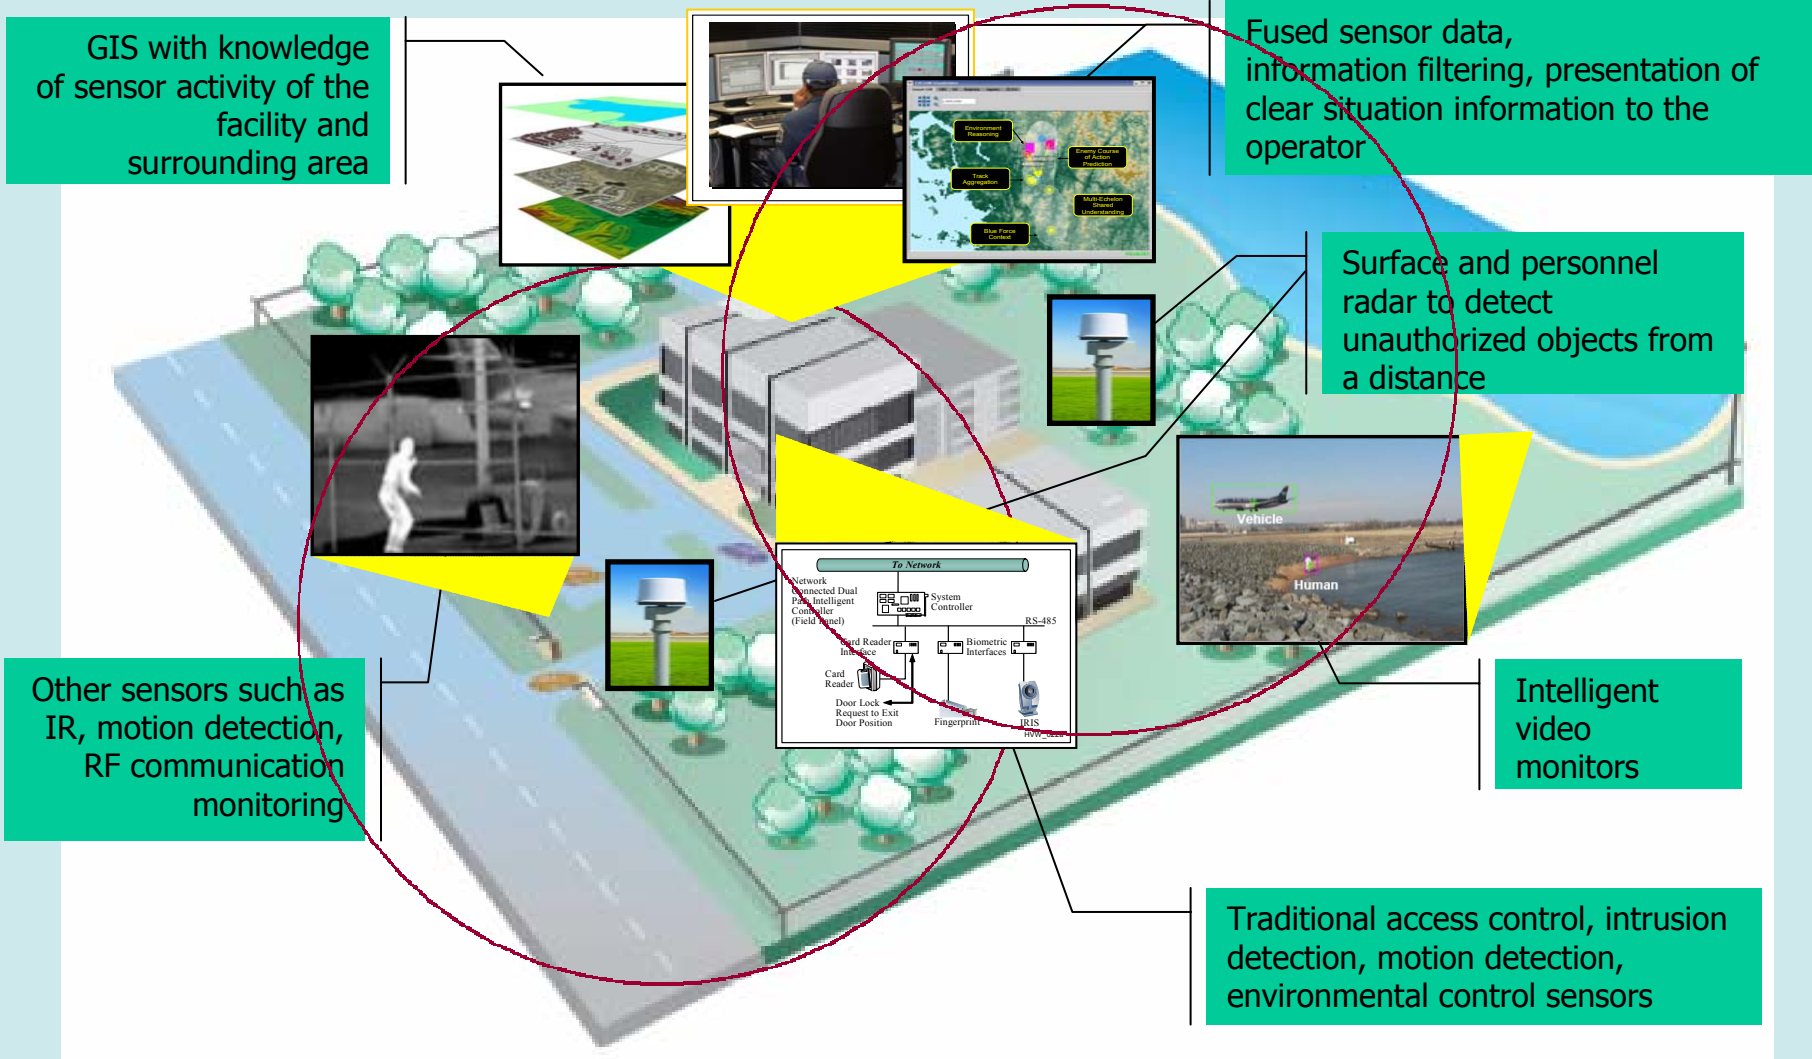 GIS with knowledge
of sensor activity of the
facility and
surrounding area
Fused sensor data,
information filtering, presentation of
clear situation information to the
operator
Environment
Reasoning
Enemy Course
of Action
Prediction
Track
Aggregation
Multi-Echelon
Shared
Understanding
Blue Force
Context
Surface and personnel
radar to detect
unauthorized objects from
a distance
Vehicle
Human
To Network
Network
Connected Dual
Path Intelligent
Controller
(Field Panel)
System
Controller
RS-485
Card Reader
Interface
Biometric
Interfaces
Card
Reader
Door Lock
Request to Exit
Door Position
Fingerprint
IRIS
Other sensors such as
IR, motion detection,
RF communication
monitoring
Intelligent
video
monitors
Traditional access control, intrusion
detection, motion detection,
environmental control sensors